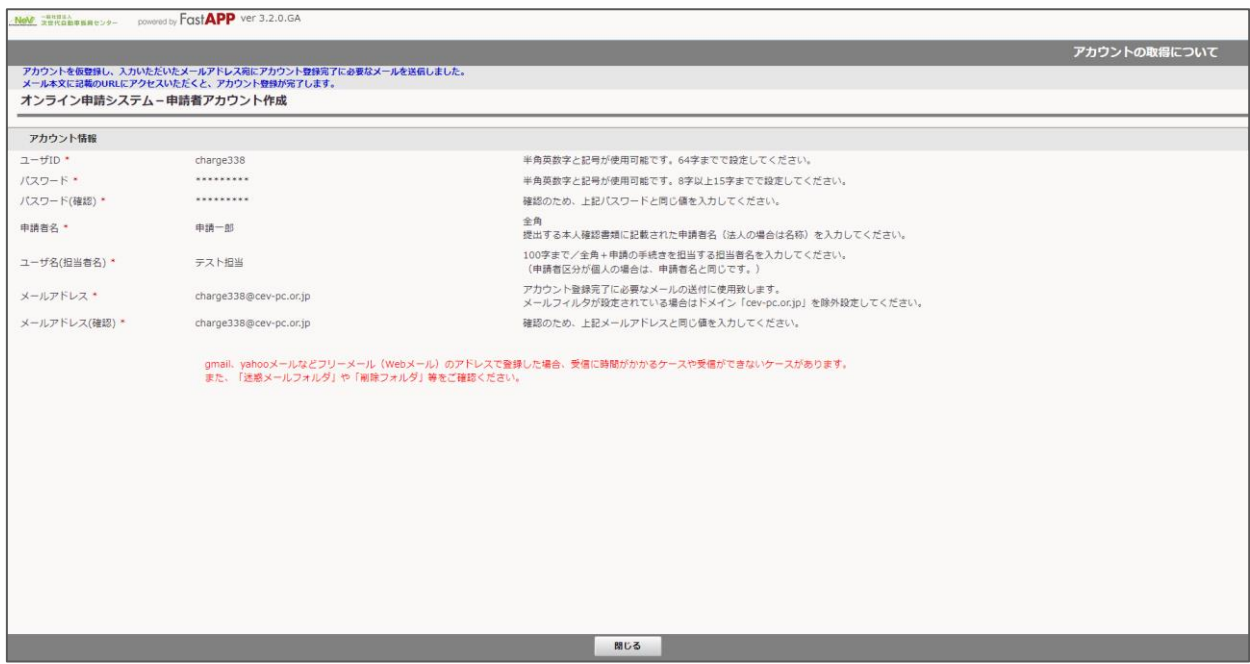 NeV 一般社団法人 次世代自動車振興センター powered by FastAPP ver 3.2.0.GA
アカウントの取得について
アカウントを仮登録し、入力いただいたメールアドレス宛にアカウント登録完了に必要なメールを送信しました。
メール本文に記載のURLにアクセスいただくと、アカウント登録が完了します。
オンライン申請システム－申請者アカウント作成
アカウント情報
ユーザID * charge338 半角英数字と記号が使用可能です。64字までで設定してください。
パスワード * ********* 半角英数字と記号が使用可能です。8字以上15字までで設定してください。
パスワード(確認) * ********* 確認のため、上記パスワードと同じ値を入力してください。
申請者名 * 申請一郎 全角
提出する本人確認書類に記載された申請者名（法人の場合は名称）を入力してください。
ユーザ名(担当者名) * テスト担当 100字まで／全角＋申請の手続きを担当する担当者名を入力してください。
（申請者区分が個人の場合は、申請者名と同じです。）
メールアドレス * charge338@cev-pc.or.jp アカウント登録完了に必要なメールの送付に使用致します。
メールフィルタが設定されている場合はドメイン「cev-pc.or.jp」を除外設定してください。
メールアドレス(確認) * charge338@cev-pc.or.jp 確認のため、上記メールアドレスと同じ値を入力してください。
gmail、yahooメールなどフリーメール（Webメール）のアドレスで登録した場合、受信に時間がかかるケースや受信ができないケースがあります。
また、「迷惑メールフォルダ」や「削除フォルダ」等をご確認ください。
閉じる